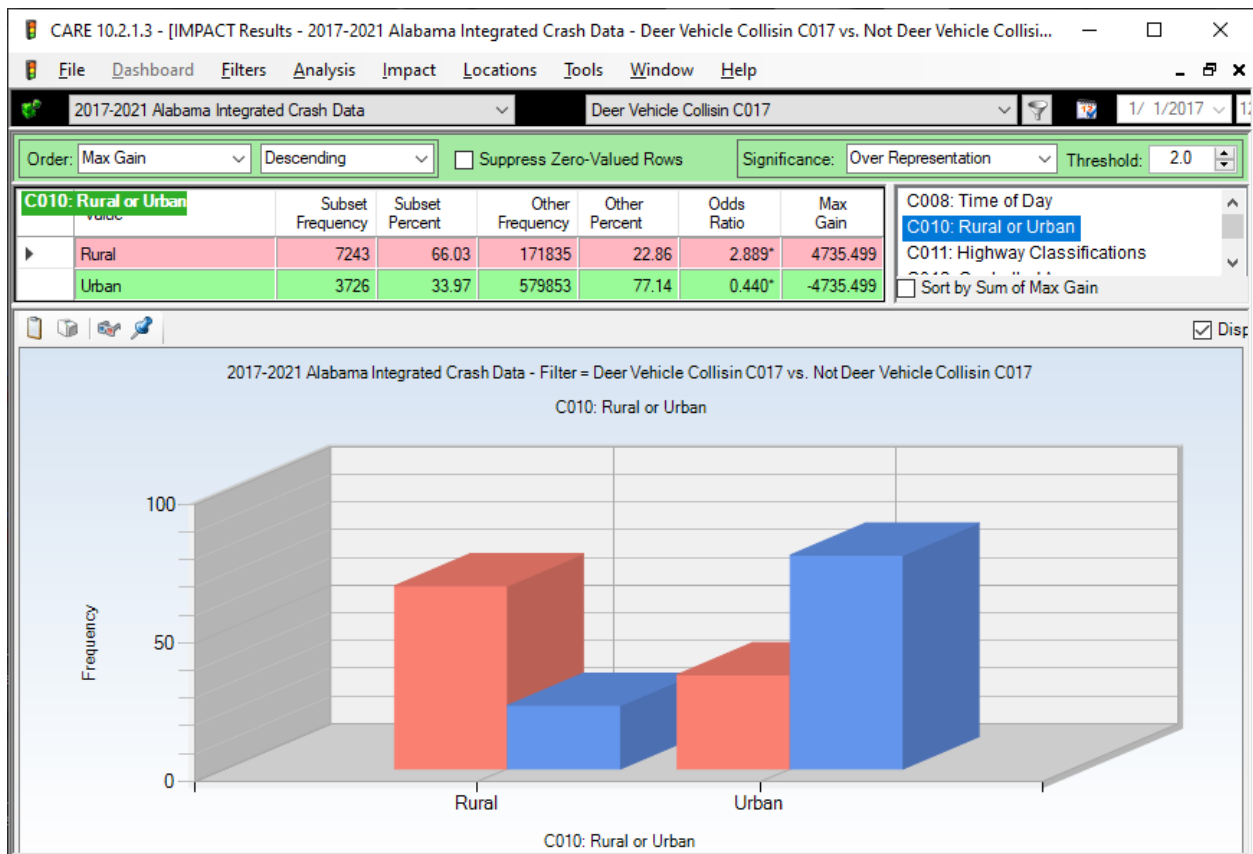 CARE 10.2.1.3 - [IMPACT Results - 2017-2021 Alabama Integrated Crash Data - Deer Vehicle Collisin C017 vs. Not Deer Vehicle Collisi...
File Dashboard Filters Analysis Impact Locations Tools Window Help
2017-2021 Alabama Integrated Crash Data Deer Vehicle Collisin C017 1/ 1/2017
Order: Max Gain Descending Suppress Zero-Valued Rows Significance: Over Representation Threshold: 2.0
C010: Rural or Urban Subset Frequency Subset Percent Other Frequency Other Percent Odds Ratio Max Gain
Rural 7243 66.03 171835 22.86 2.889* 4735.499
Urban 3726 33.97 579853 77.14 0.440* -4735.499
C008: Time of Day
C010: Rural or Urban
C011: Highway Classifications
Sort by Sum of Max Gain
Disp
2017-2021 Alabama Integrated Crash Data - Filter = Deer Vehicle Collisin C017 vs. Not Deer Vehicle Collisin C017
C010: Rural or Urban
Frequency
100
50
0
Rural Urban
C010: Rural or Urban